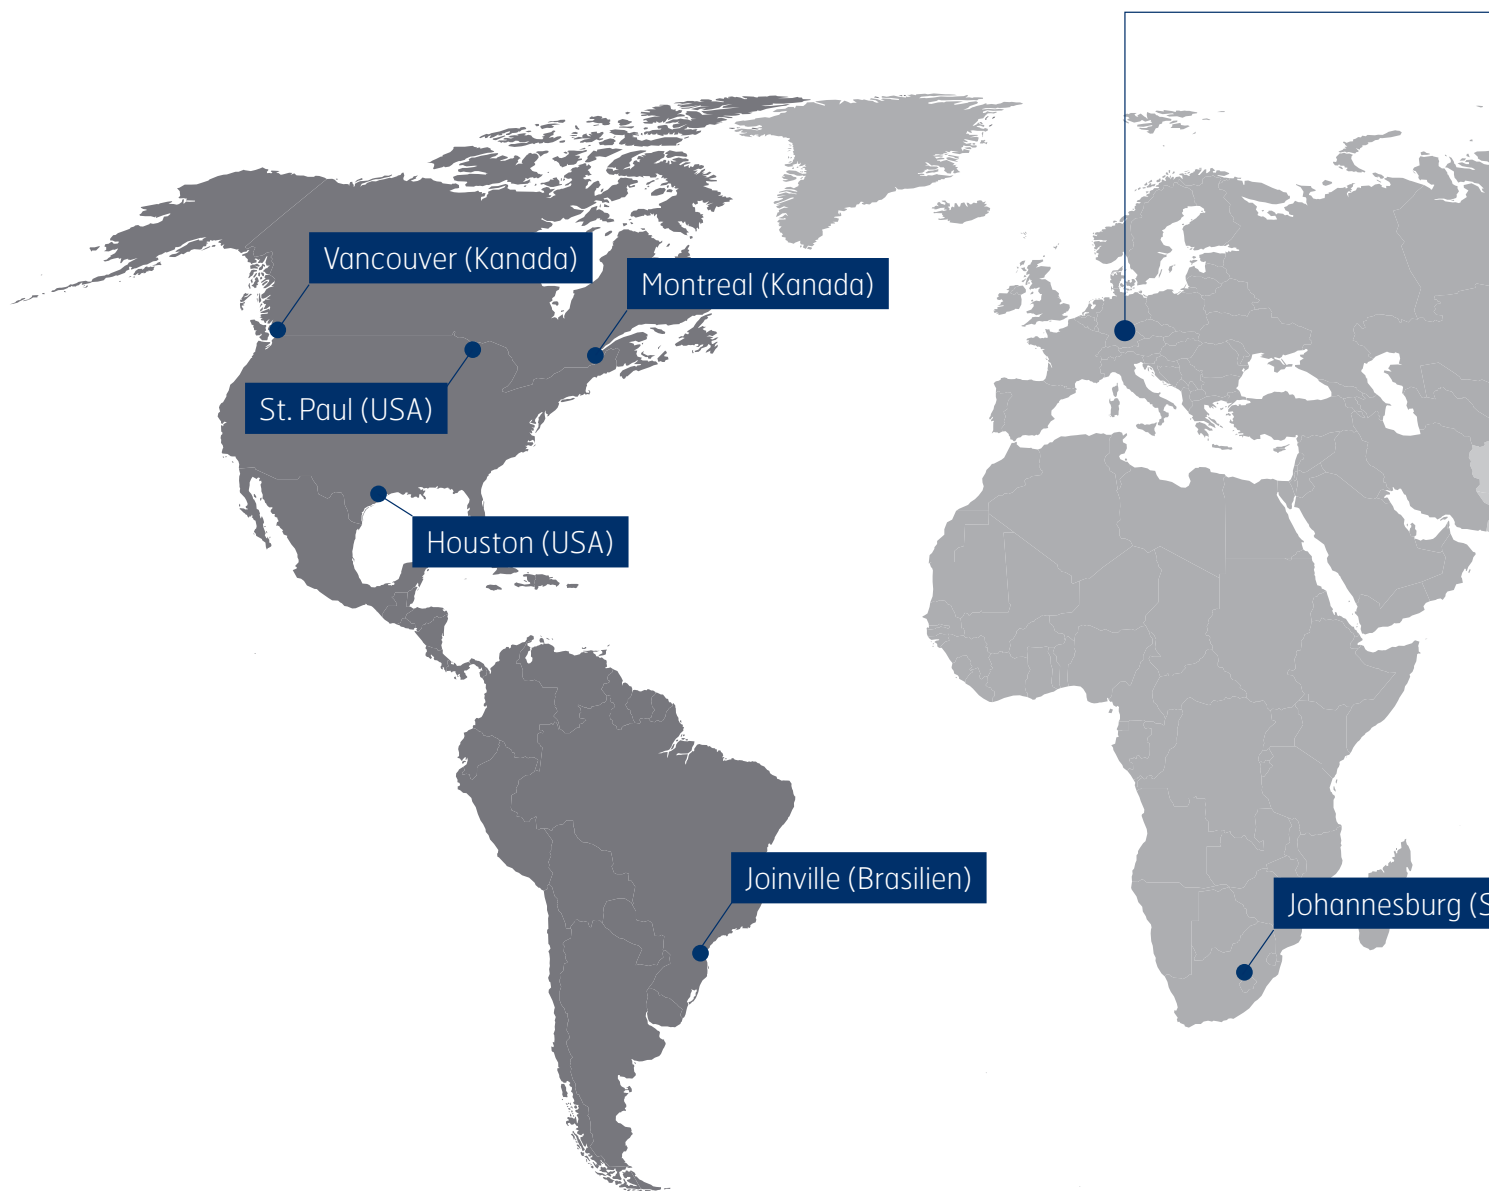 Vancouver (Kanada)
Montreal (Kanada)
St. Paul (USA)
Houston (USA)
Joinville (Brasilien)
Johannesburg (S